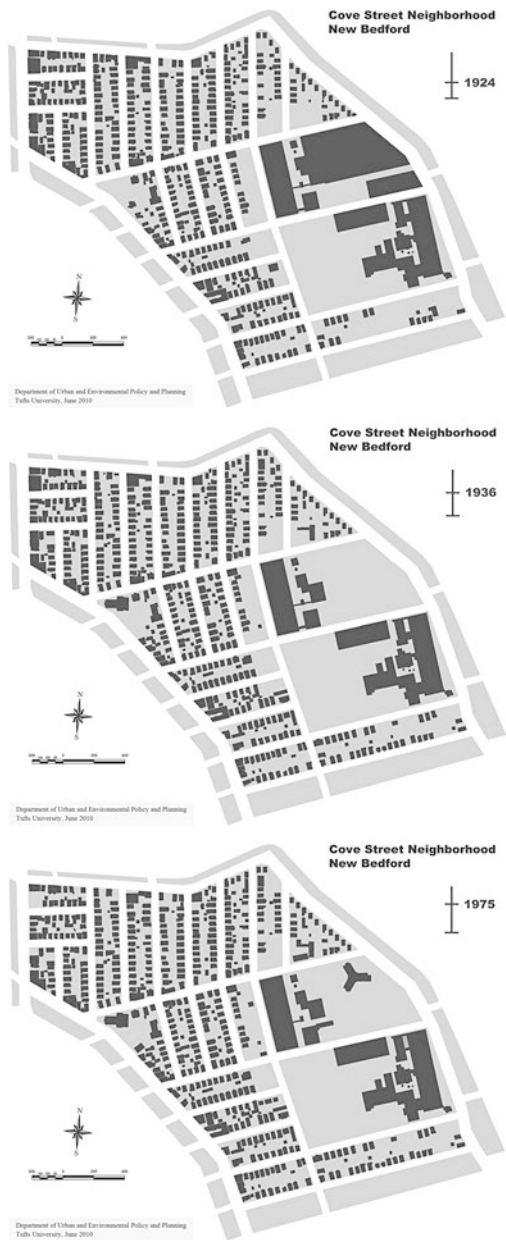 Cove Street Neighborhood
New Bedford
1924
N
S
Department of Urban and Environmental Policy and Planning
Tufts University, June 2010
Cove Street Neighborhood
New Bedford
1936
N
S
Department of Urban and Environmental Policy and Planning
Tufts University, June 2010
Cove Street Neighborhood
New Bedford
1975
N
S
Department of Urban and Environmental Policy and Planning
Tufts University, June 2010